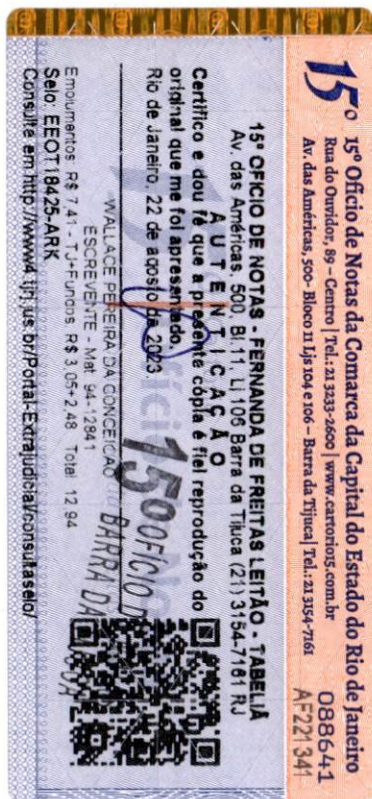 15º 15º Ofício de Notas da Comarca da Capital do Estado do Rio de Janeiro
Rua do Ouvidor, 89 – Centro | Tel.: 21 3233-2600 | www.cartorio15.com.br
Av. das Américas, 500- Bloco 11 Ljs 104 e 106 – Barra da Tijuca| Tel.: 21 3154-7161
088641
AF221341
15º OFICIO DE NOTAS - FERNANDA DE FREITAS LEITÃO - TABELIÃ
Av. das Américas, 500, Bl.11, Lj 106 Barra da Tijuca (21) 3154-7161 RJ
AUTENTICAÇÃO
Certifico e dou fé que a presente cópia é fiel reprodução do
original que me foi apresentado.
Rio de Janeiro, 22 de agosto de 2023
WALLACE PEREIRA DA CONCEICAO
ESCREVENTE - Mat. 94-12841
15º OFÍCIO D
BARRA DA
Emolumentos: R$ 7,41 - TJ+Fundos: R$ 3,05+2,48 Total: 12,94
Selo: EEOT18425-ARK
Consulte em http://www4.tjrj.jus.br/Portal-Extrajudicial/consultaselo/